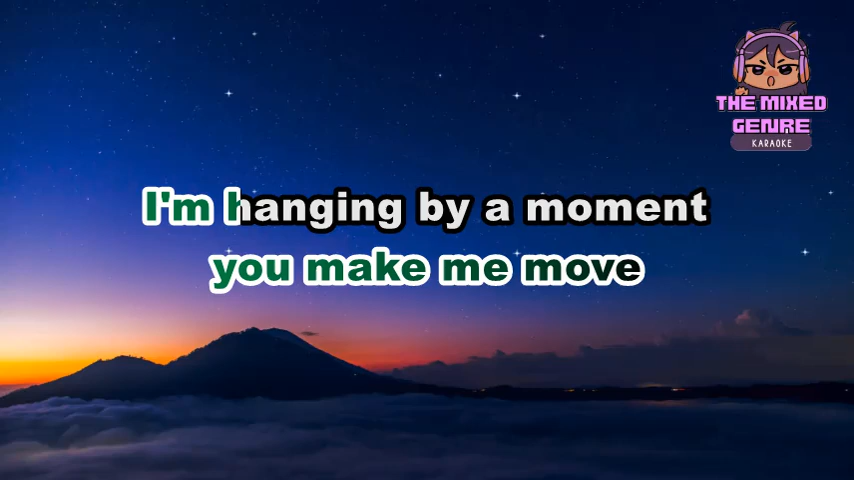 THE MIXED
GENRE
KARAOKE
I'm hanging by a moment
you make me move